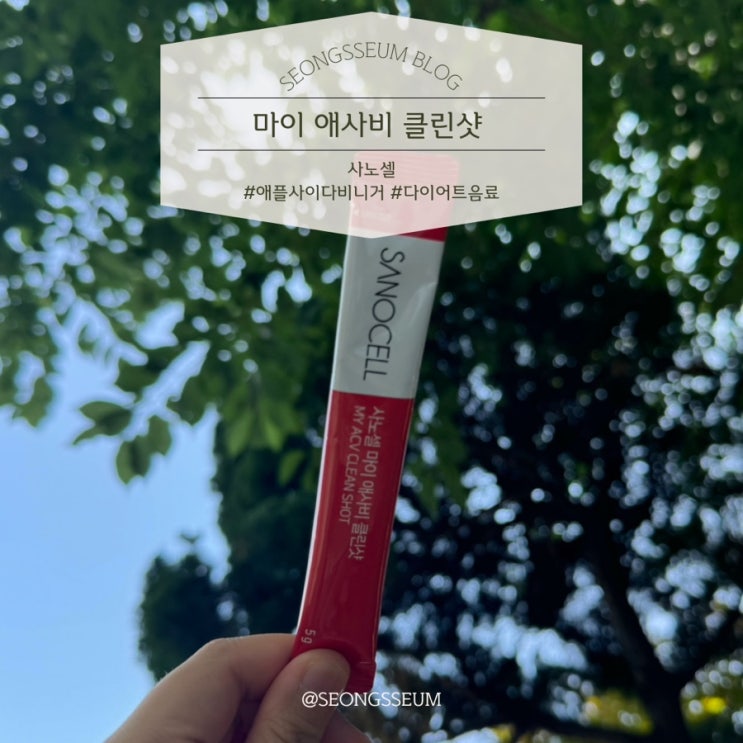 SEONGSSEUM BLOG
마이 애사비 클린샷
사노셀
#애플사이다비니거 #다이어트음료
SANOCELL
사노셀 마이 애사비 클린샷
MY ACV CLEAN SHOT
5g
@SEONGSSEUM